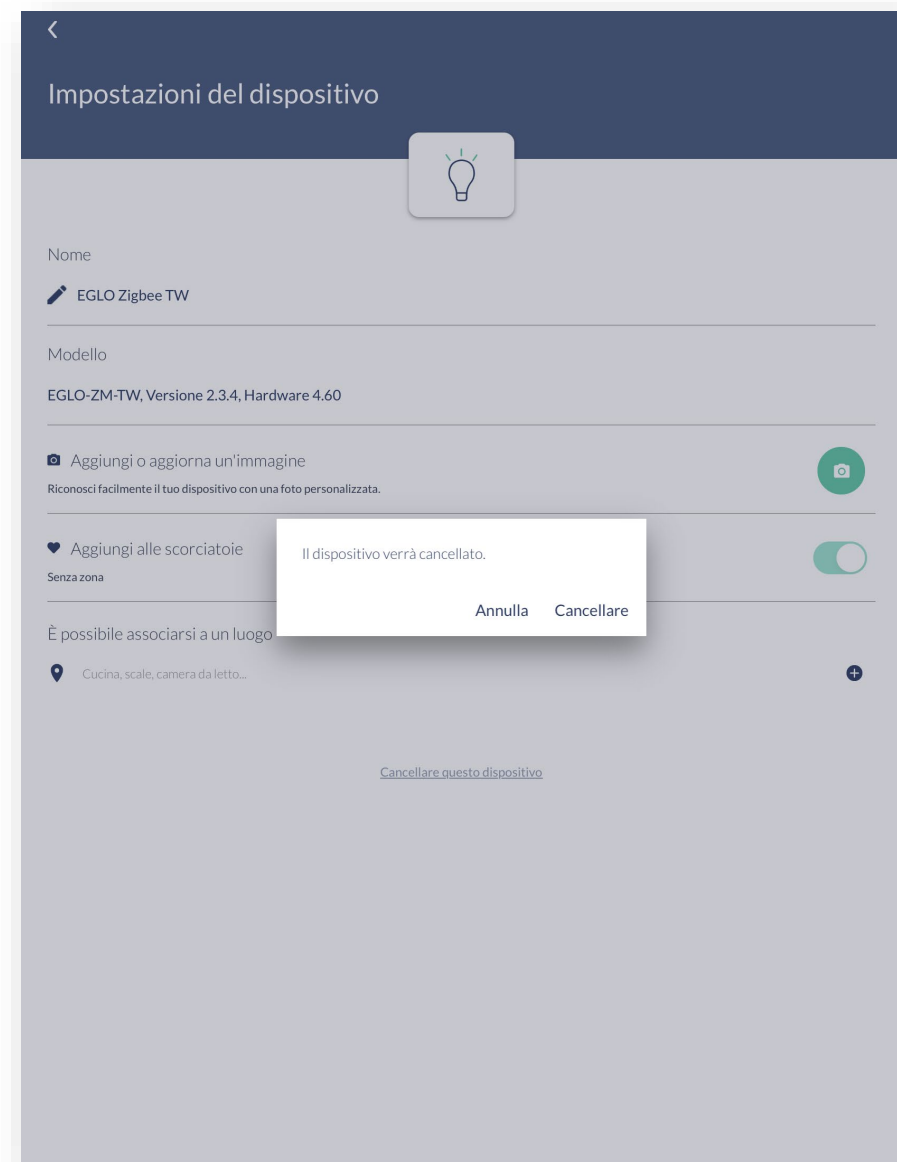 Impostazioni del dispositivo
Nome
EGLO Zigbee TW
Modello
EGLO-ZM-TW, Versione 2.3.4, Hardware 4.60
Aggiungi o aggiorna un'immagine
Riconosci facilmente il tuo dispositivo con una foto personalizzata.
Aggiungi alle scorciatoie
Senza zona
Il dispositivo verrà cancellato.
Annulla Cancellare
È possibile associarsi a un luogo
Cucina, scale, camera da letto...
Cancellare questo dispositivo